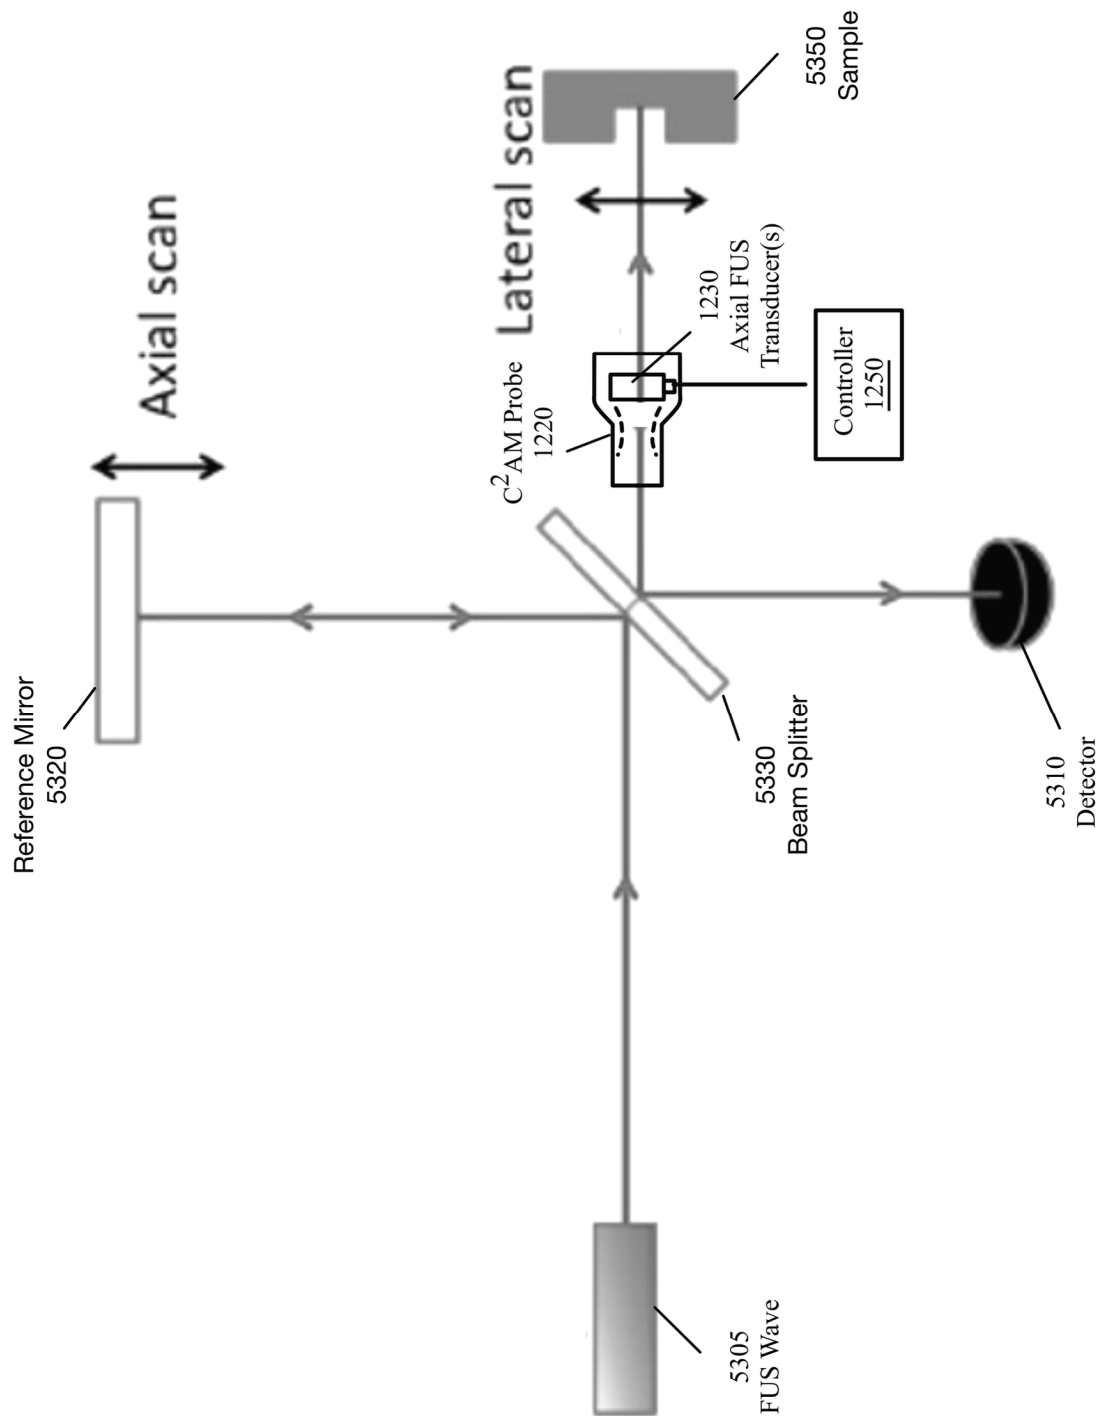 Reference Mirror
5320
Axial scan
Lateral scan
5350
Sample
C²AM Probe
1220
1230
Axial FUS
Transducer(s)
Controller
1250
5330
Beam Splitter
5310
Detector
5305
FUS Wave